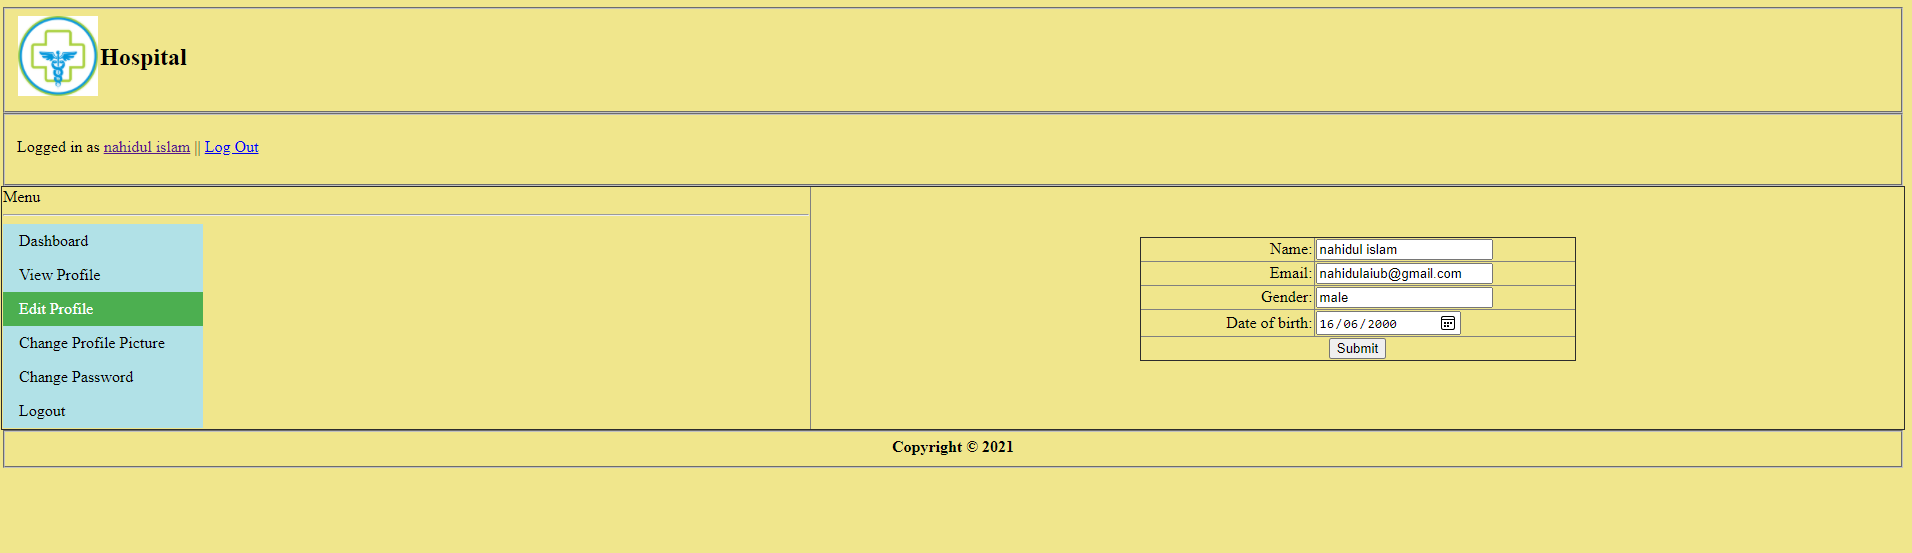 Hospital
Logged in as nahidul islam || Log Out
Menu
Dashboard
View Profile
Edit Profile
Change Profile Picture
Change Password
Logout
Name: nahidul islam
Email: nahidulaiub@gmail.com
Gender: male
Date of birth: 16/06/2000
Submit
Copyright © 2021